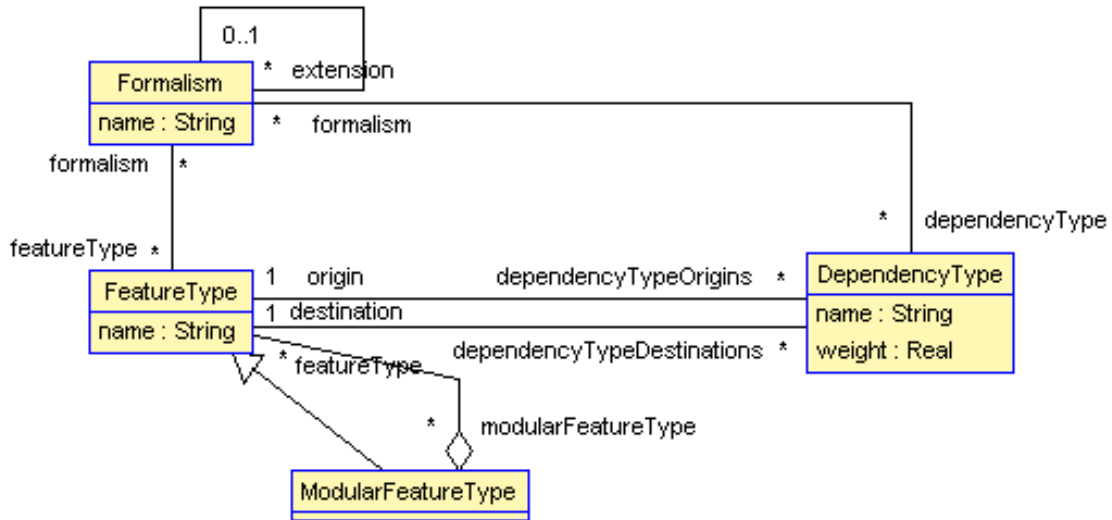 0..1
* extension
Formalism
name : String
* formalism
formalism *
* dependencyType
featureType *
FeatureType
name : String
1 origin
dependencyTypeOrigins *
1 destination
dependencyTypeDestinations *
DependencyType
name : String
weight : Real
* featureType
* modularFeatureType
ModularFeatureType